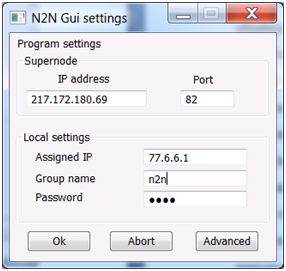 N2N Gui settings
Program settings
Supernode
IP address Port
217.172.180.69 82
Local settings
Assigned IP 77.6.6.1
Group name n2n
Password ●●●●
Ok Abort Advanced